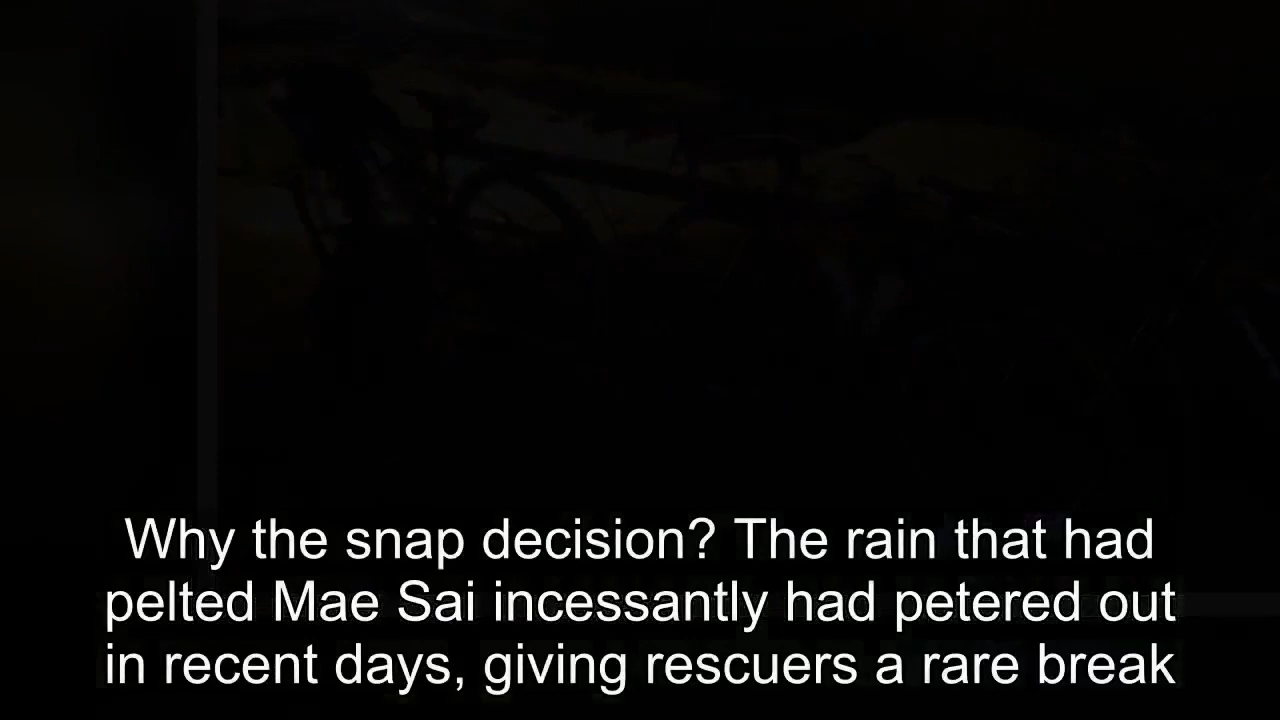 Why the snap decision? The rain that had
pelted Mae Sai incessantly had petered out
in recent days, giving rescuers a rare break